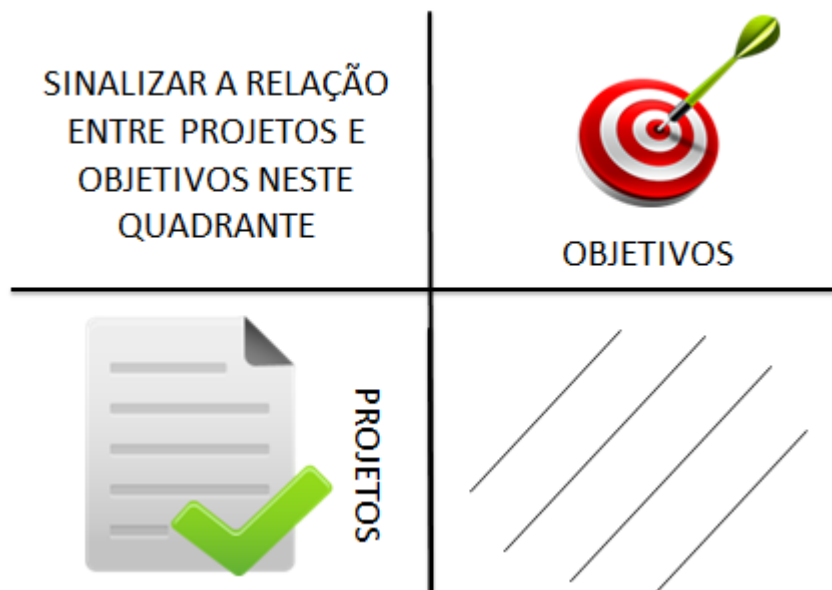 SINALIZAR A RELAÇÃO
ENTRE PROJETOS E
OBJETIVOS NESTE
QUADRANTE
OBJETIVOS
PROJETOS